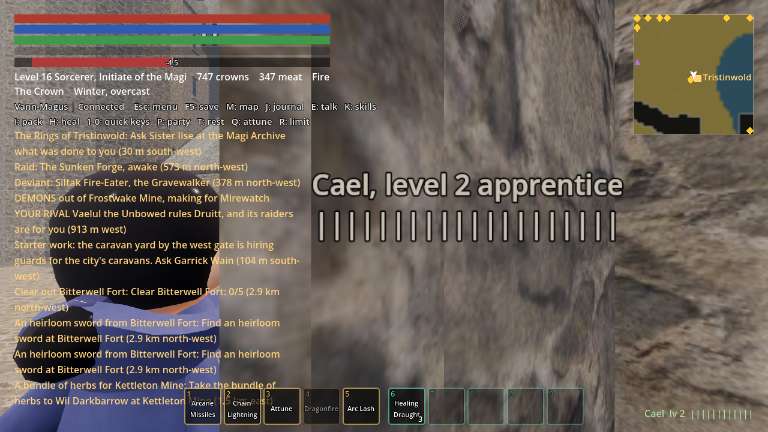 -4.5
Level 16 Sorcerer, Initiate of the Magi 747 crowns 347 meat Fire
The Crown Winter, overcast
Varin-Magus Connected Esc: menu F5: save M: map J: journal E: talk K: skills
I: pack H: heal 1-0: quick keys P: party T: rest Q: attune R: limit
The Rings of Tristinwold: Ask Sister Ilse at the Magi Archive
what was done to you (30 m south-west)
Raid: The Sunken Forge, awake (575 m north-west)
Deviant: Siltak Fire-Eater, the Gravewalker (378 m north-west)
DEMONS out of Frostwake Mine, making for Mirewatch
YOUR RIVAL Vaelul the Unbowed rules Druitt, and its raiders
are for you (913 m west)
Starter work: the caravan yard by the west gate is hiring
guards for the city's caravans. Ask Garrick Wain (104 m south-
west)
Clear out Bitterwell Fort: Clear Bitterwell Fort: 0/5 (2.9 km
north-west)
An heirloom sword from Bitterwell Fort: Find an heirloom
sword at Bitterwell Fort (2.9 km north-west)
An heirloom sword from Bitterwell Fort: Find an heirloom
sword at Bitterwell Fort (2.9 km north-west)
A bundle of herbs for Kettleton Mine: Take the bundle of
herbs to Wil Darkbarrow at Kettleton
Cael, level 2 apprentice
Tristinwold
1 Arcane Missiles
2 Chain Lightning
3 Attune
4 Dragonfire
5 Arc Lash
6 Healing Draught 3
Cael lv 2